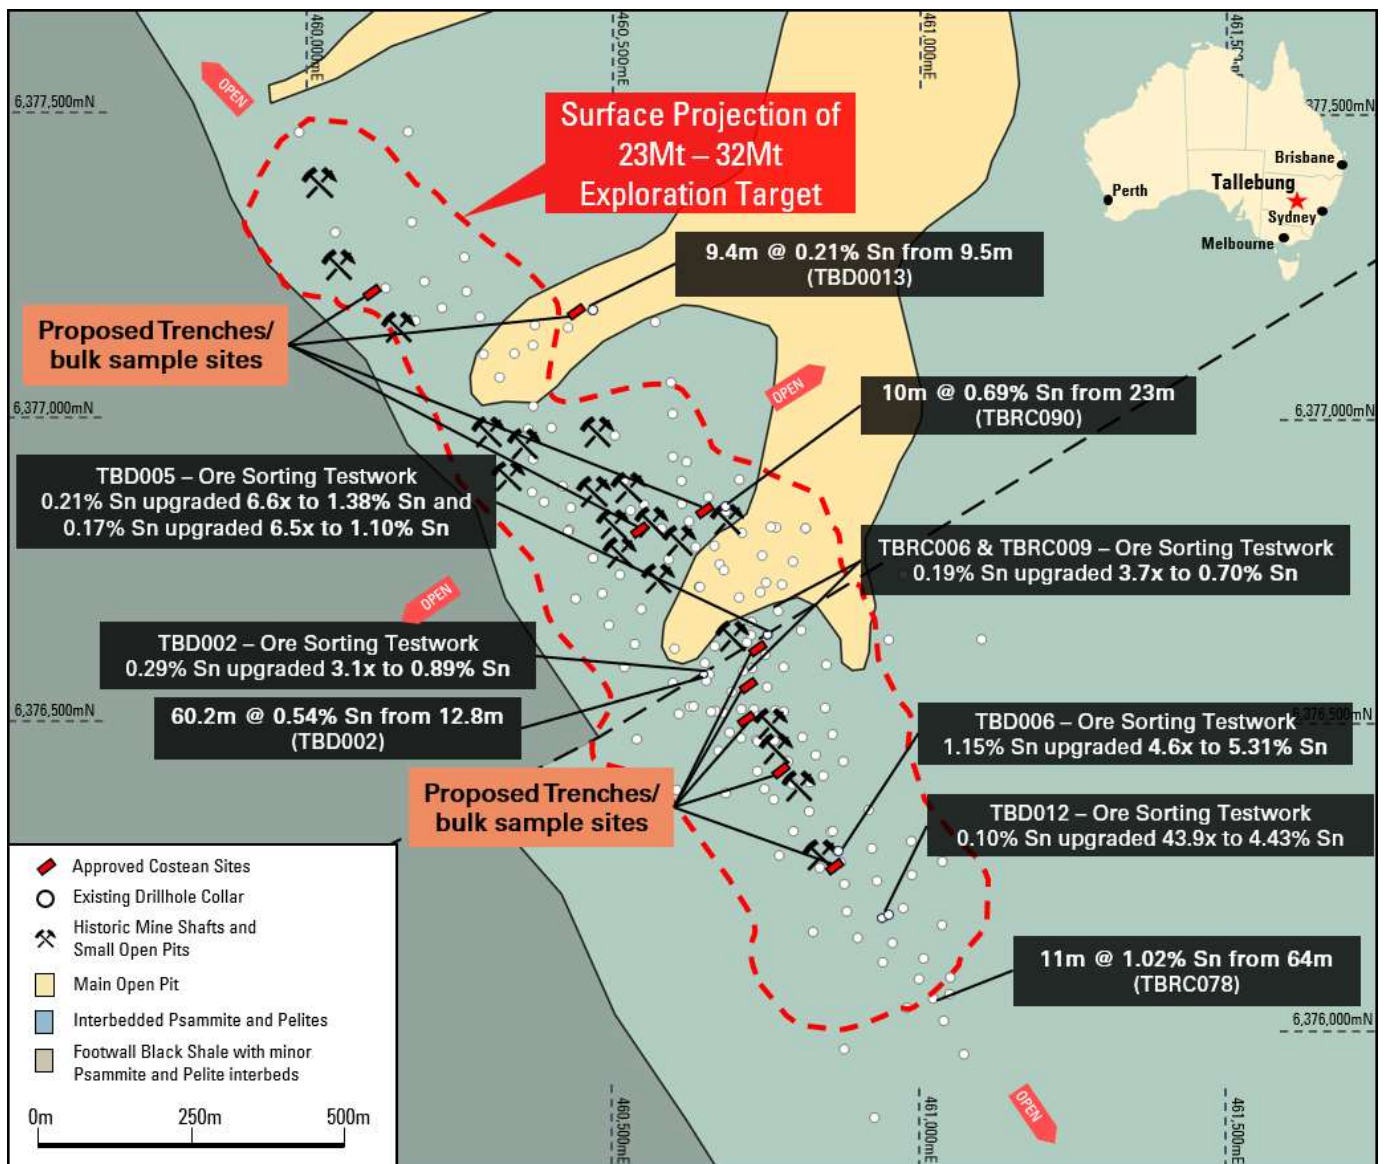 460,000mE
460,500mE
461,000mE
OPEN
6,377,500mN
377,500mN
Surface Projection of
23Mt – 32Mt
Exploration Target
Brisbane
Perth
Tallebung
Sydney
Melbourne
9.4m @ 0.21% Sn from 9.5m
(TBD0013)
Proposed Trenches/
bulk sample sites
OPEN
10m @ 0.69% Sn from 23m
(TBRC090)
6,377,000mN
6,377,000mN
TBD005 – Ore Sorting Testwork
0.21% Sn upgraded 6.6x to 1.38% Sn and
0.17% Sn upgraded 6.5x to 1.10% Sn
TBRC006 & TBRC009 – Ore Sorting Testwork
0.19% Sn upgraded 3.7x to 0.70% Sn
OPEN
TBD002 – Ore Sorting Testwork
0.29% Sn upgraded 3.1x to 0.89% Sn
60.2m @ 0.54% Sn from 12.8m
(TBD002)
6,376,500mN
6,376,500mN
TBD006 – Ore Sorting Testwork
1.15% Sn upgraded 4.6x to 5.31% Sn
Proposed Trenches/
bulk sample sites
TBD012 – Ore Sorting Testwork
0.10% Sn upgraded 43.9x to 4.43% Sn
11m @ 1.02% Sn from 64m
(TBRC078)
6,376,000mN
OPEN
460,500mE
461,000mE
461,500mE
Approved Costean Sites
Existing Drillhole Collar
Historic Mine Shafts and
Small Open Pits
Main Open Pit
Interbedded Psammite and Pelites
Footwall Black Shale with minor
Psammite and Pelite interbeds
0m 250m 500m